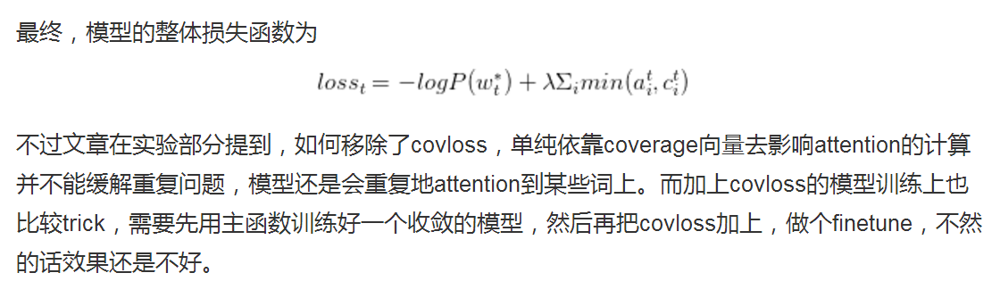 最终，模型的整体损失函数为
loss_t = −logP(w_t^*) + λΣ_i min(a_i^t, c_i^t)
不过文章在实验部分提到，如何移除了covloss，单纯依靠coverage向量去影响attention的计算
并不能缓解重复问题，模型还是会重复地attention到某些词上。而加上covloss的模型训练上也
比较trick，需要先用主函数训练好一个收敛的模型，然后再把covloss加上，做个finetune，不然
的话效果还是不好。